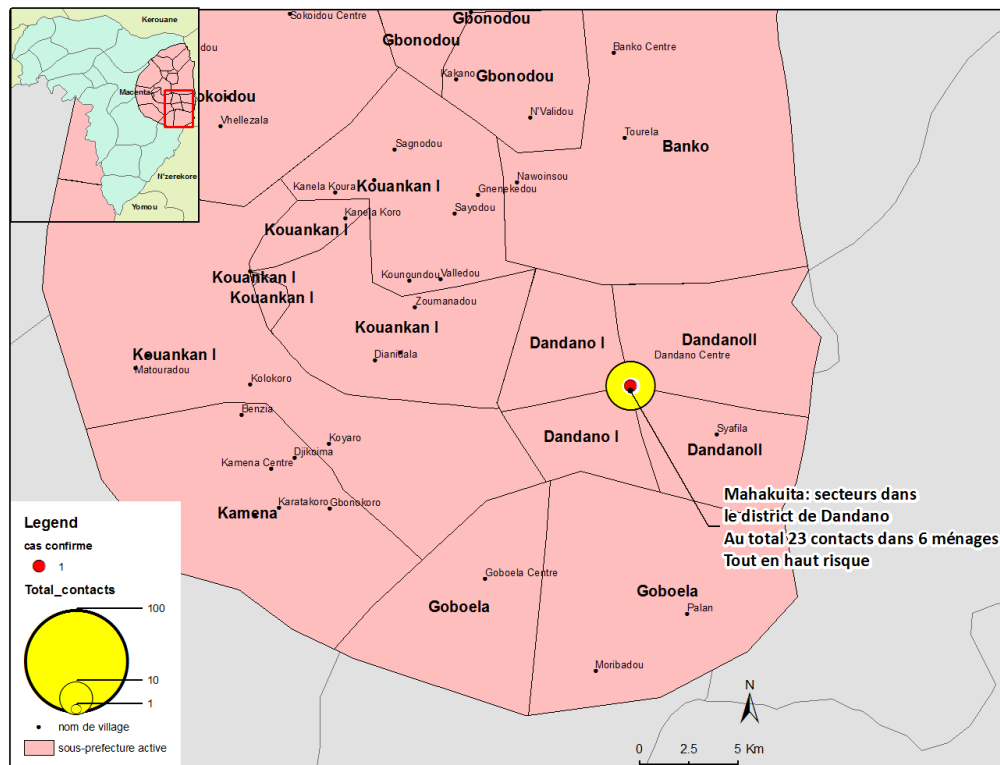 Kerouane
Macenta
N'zerekore
Yomou
Sokoidou Centre
dou
okoidou
Vhellezala
Gbonodou
Gbonodou
Kakano
Gbonodou
N'Validou
Banko Centre
Tourela
Banko
Sagnodou
Kanela Koura
Kouankan I
Gnenekedou
Nawoinsou
Sayodou
Kanela Koro
Kouankan I
Kouankan I
Kouankan I
Kounoundou
Valledou
Zoumanadou
Kouankan I
Dianidala
Kouankan I
Matouradou
Kolokoro
Benzia
Dandano I
DandanoII
Dandano Centre
Dandano I
Syafila
DandanoII
Koyaro
Djikoima
Kamena Centre
Karatakoro
Gbonokoro
Kamena
Mahakuita: secteurs dans
le district de Dandano
Au total 23 contacts dans 6 ménages
Tout en haut risque
Goboela Centre
Goboela
Goboela
Palan
Moribadou
Legend
cas confirme
1
Total_contacts
100
10
1
nom de village
sous-prefecture active
N
0 2.5 5 Km